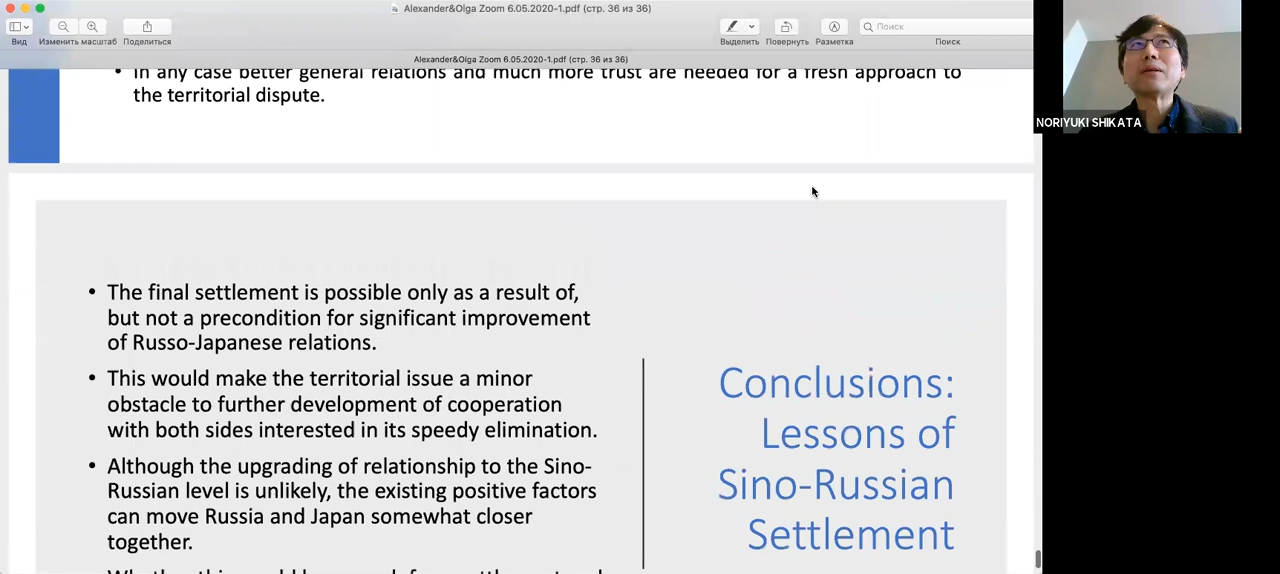 Alexander&Olga Zoom 6.05.2020-1.pdf (стр. 36 из 36)
Вид
Изменить масштаб
Поделиться
Выделить
Повернуть
Разметка
Поиск
Поиск
Alexander&Olga Zoom 6.05.2020-1.pdf (стр. 36 из 36)
• In any case better general relations and much more trust are needed for a fresh approach to
the territorial dispute.
NORIYUKI SHIKATA
• The final settlement is possible only as a result of,
but not a precondition for significant improvement
of Russo-Japanese relations.
• This would make the territorial issue a minor
obstacle to further development of cooperation
with both sides interested in its speedy elimination.
• Although the upgrading of relationship to the Sino-
Russian level is unlikely, the existing positive factors
can move Russia and Japan somewhat closer
together.
Conclusions:
Lessons of
Sino-Russian
Settlement